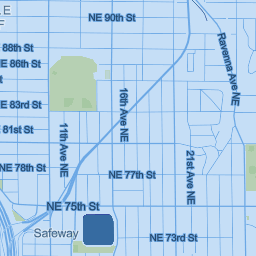 LE
F
NE 90th St
88th St
NE 86th St
Ravenna Ave NE
16th Ave NE
NE 83rd St
11th Ave NE
NE 81st St
21st Ave NE
NE 78th St
NE 77th St
NE 75th St
Safeway
NE 73rd St